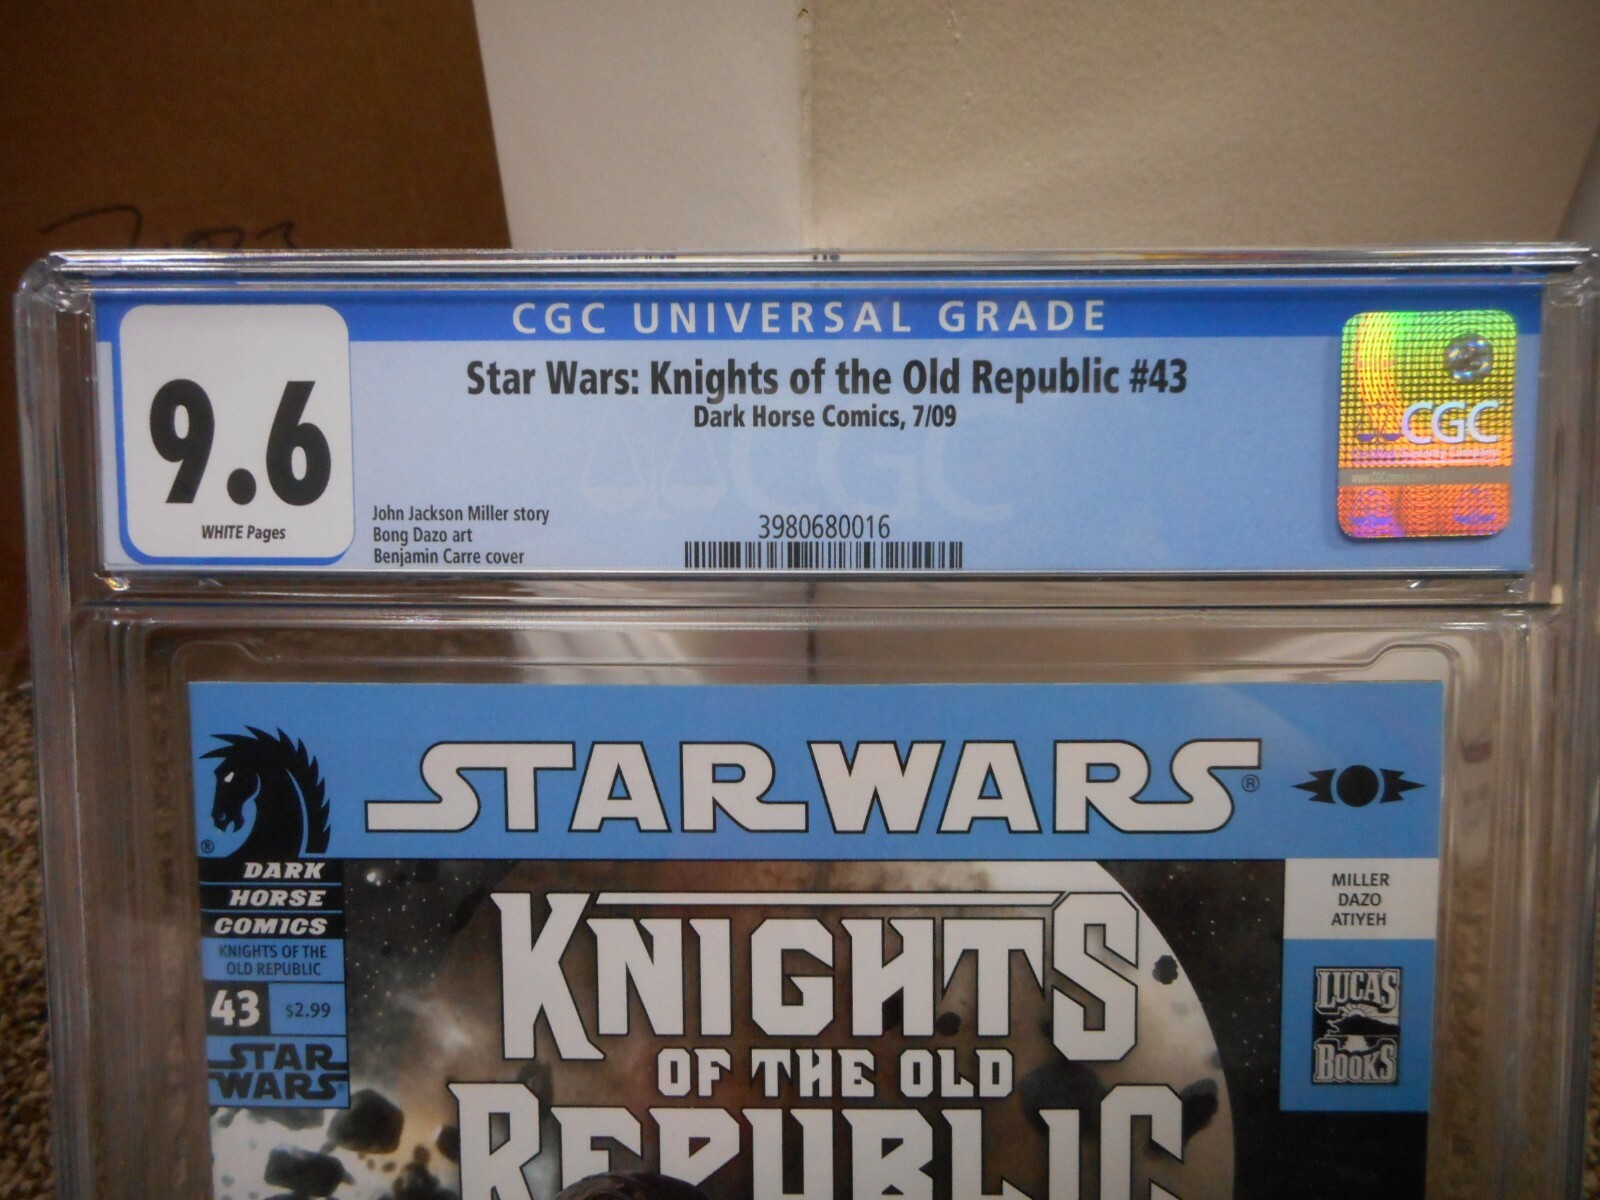 CGC UNIVERSAL GRADE
9.6
WHITE Pages
Star Wars: Knights of the Old Republic #43
Dark Horse Comics, 7/09
John Jackson Miller story
Bong Dazo art
Benjamin Carre cover
3980680016
CGC
CGC
STAR WARS®
®
DARK
HORSE
COMICS
KNIGHTS OF THE
OLD REPUBLIC
43 $2.99
STAR
WARS
KNIGHTS
OF THE OLD
REPUBLIC
MILLER
DAZO
ATIYEH
LUCAS
BOOKS